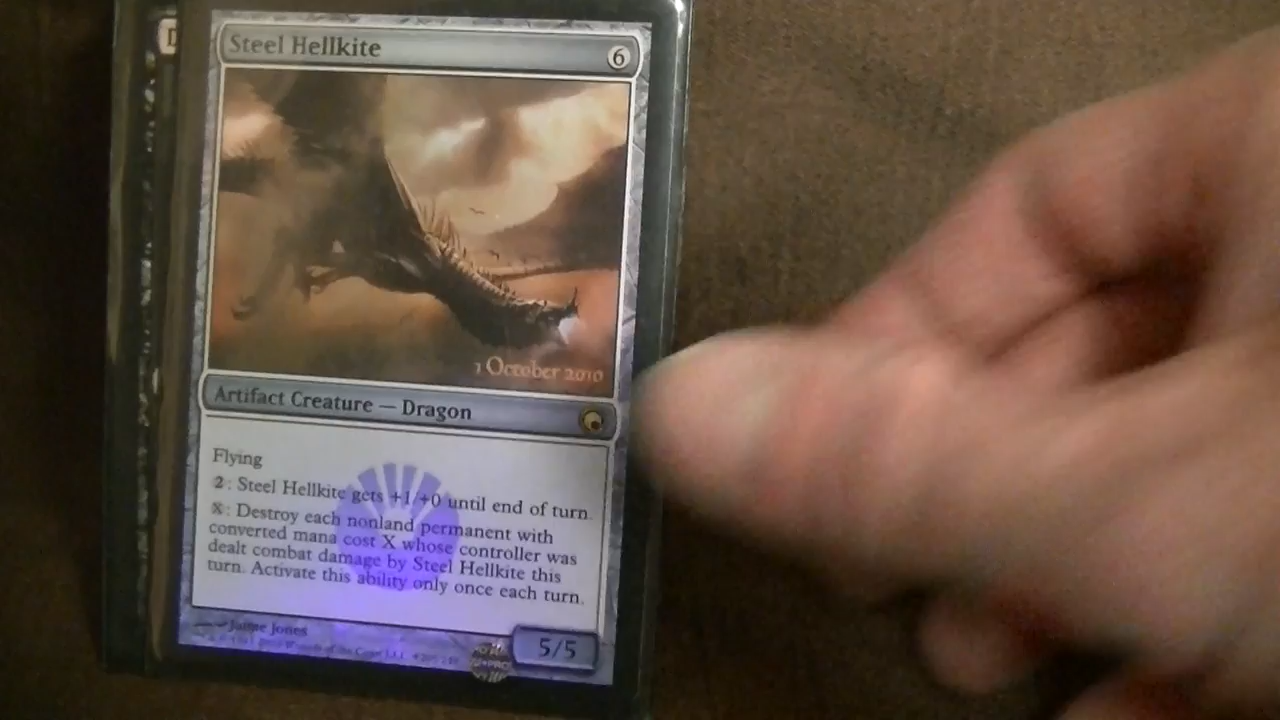 Steel Hellkite
6
1 October 2010
Artifact Creature — Dragon
Flying
2: Steel Hellkite gets +1/+0 until end of turn.
X: Destroy each nonland permanent with
converted mana cost X whose controller was
dealt combat damage by Steel Hellkite this
turn. Activate this ability only once each turn.
Jaime Jones
5/5